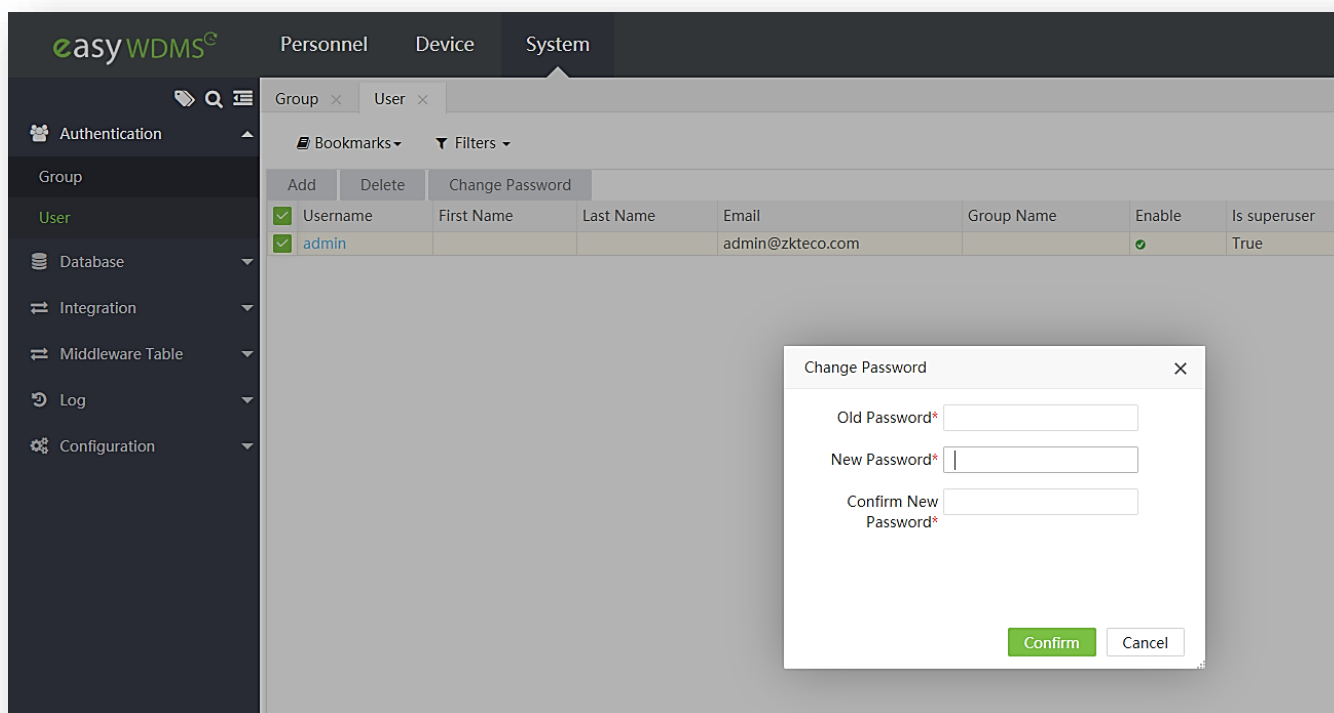 easy WDMS
Personnel Device System
Group × User ×
Authentication
Bookmarks Filters
Group
Add Delete Change Password
User
Username First Name Last Name Email Group Name Enable Is superuser
admin admin@zkteco.com True
Database
Integration
Middleware Table
Log
Configuration
Change Password ×
Old Password*
New Password*
Confirm New
Password*
Confirm Cancel